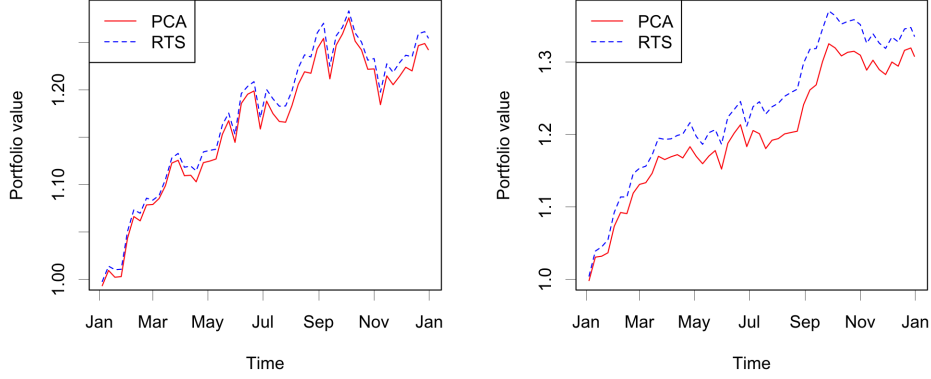 PCA
RTS
Portfolio value
1.20
1.10
1.00
Jan Mar May Jul Sep Nov Jan
Time
PCA
RTS
Portfolio value
1.3
1.2
1.1
1.0
Jan Mar May Jul Sep Nov Jan
Time